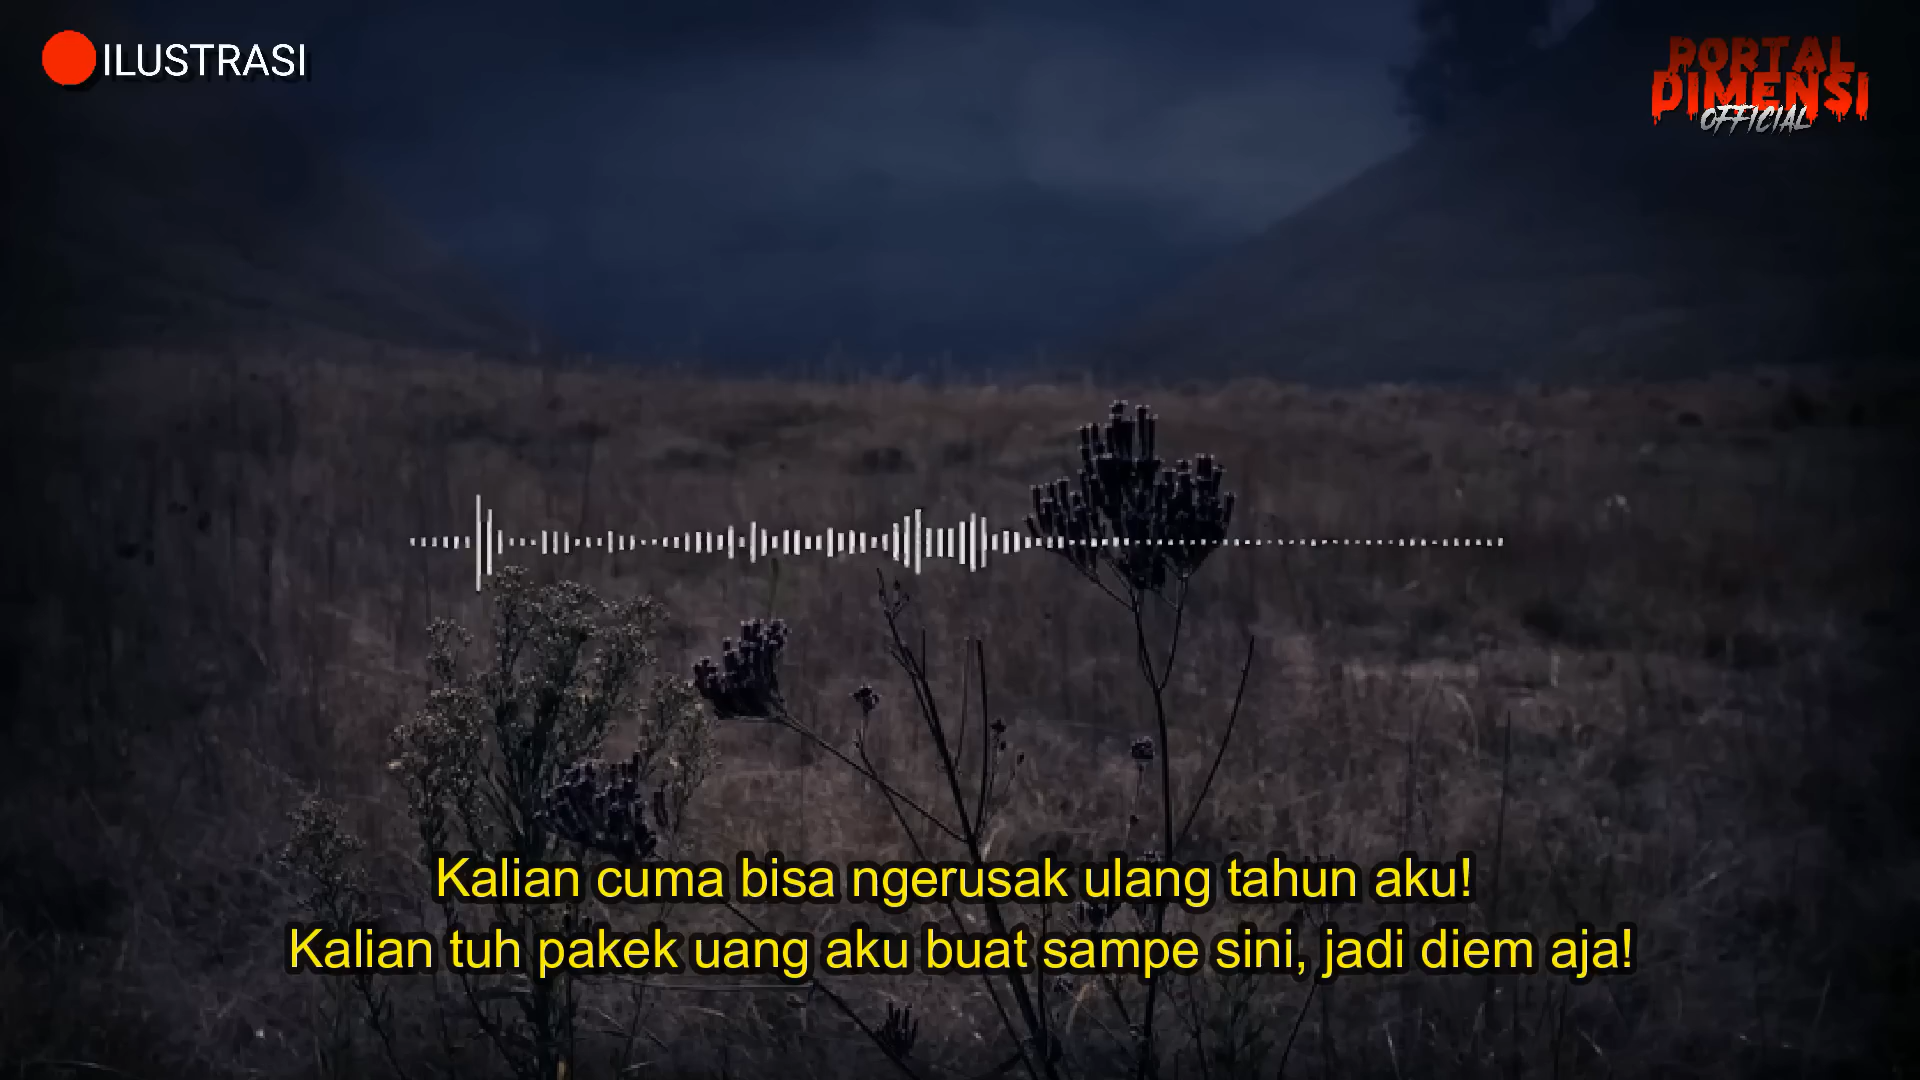 ILUSTRASI
PORTAL
DIMENSI
OFFICIAL
Kalian cuma bisa ngerusak ulang tahun aku!
Kalian tuh pakek uang aku buat sampe sini, jadi diem aja!